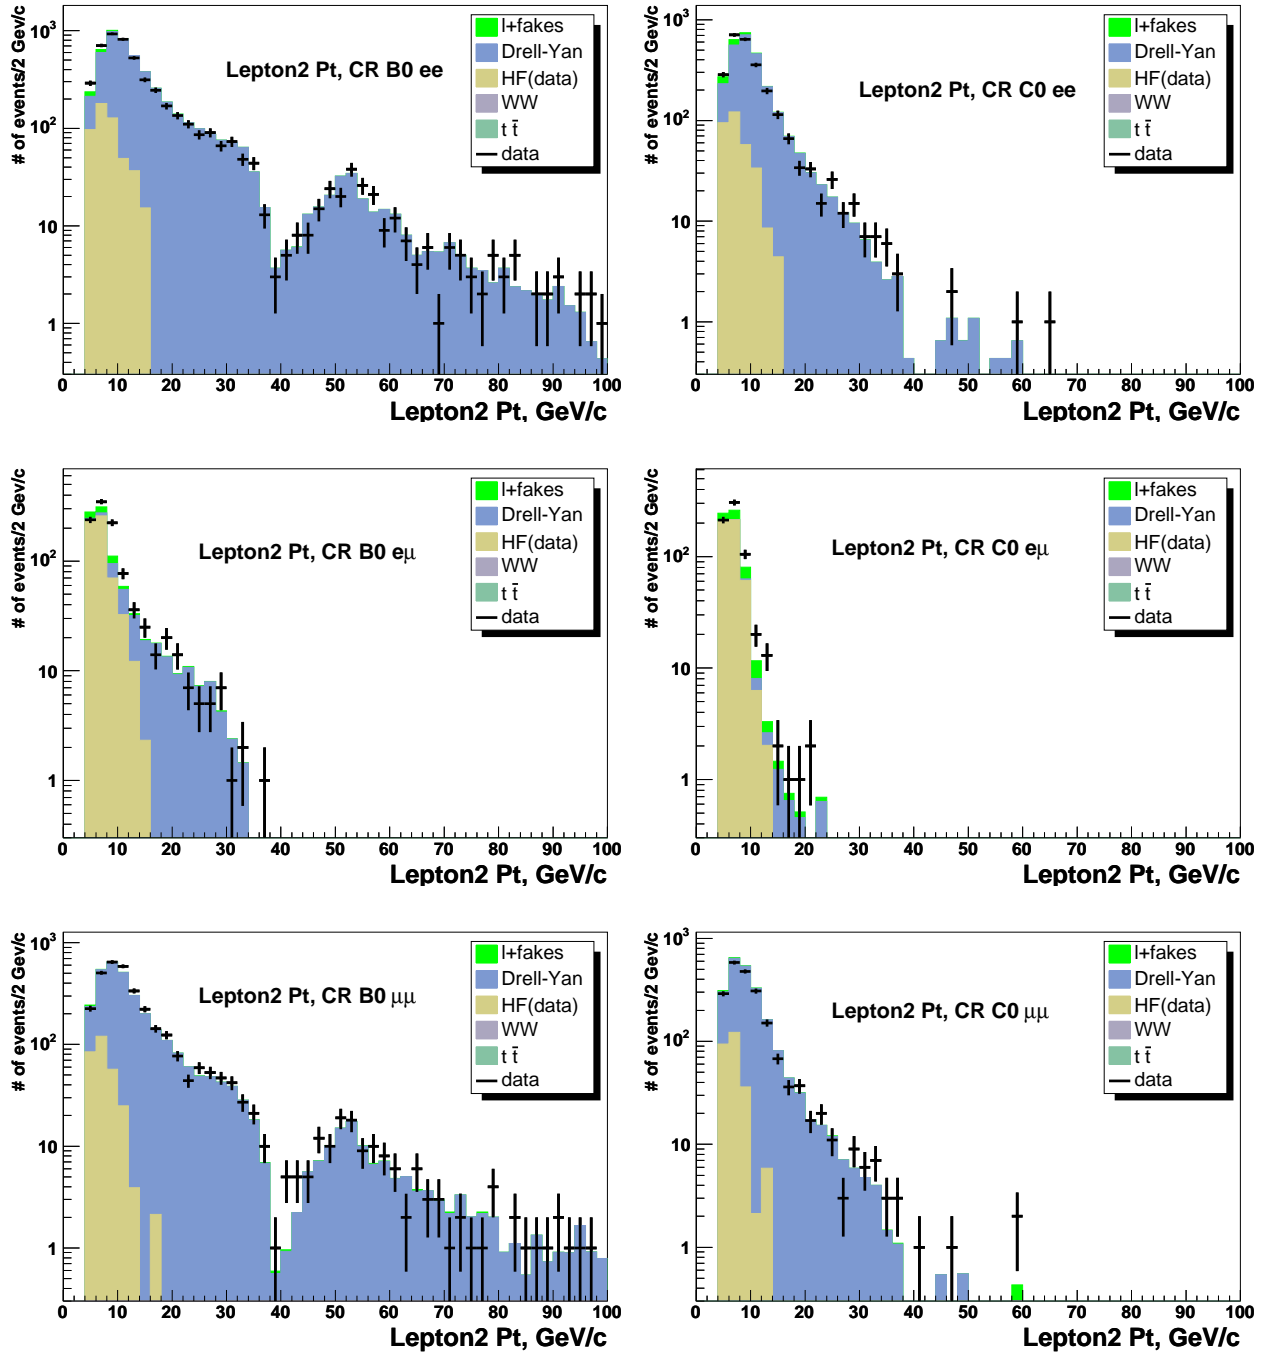 # of events/2 Gev/c
10³
10²
10
1
Lepton2 Pt, CR B0 ee
l+fakes
Drell-Yan
HF(data)
WW
t t̄
data
0 10 20 30 40 50 60 70 80 90 100
Lepton2 Pt, GeV/c
# of events/2 Gev/c
10³
10²
10
1
Lepton2 Pt, CR C0 ee
l+fakes
Drell-Yan
HF(data)
WW
t t̄
data
0 10 20 30 40 50 60 70 80 90 100
Lepton2 Pt, GeV/c
# of events/2 Gev/c
10²
10
1
Lepton2 Pt, CR B0 eμ
l+fakes
Drell-Yan
HF(data)
WW
t t̄
data
0 10 20 30 40 50 60 70 80 90 100
Lepton2 Pt, GeV/c
# of events/2 Gev/c
10²
10
1
Lepton2 Pt, CR C0 eμ
l+fakes
Drell-Yan
HF(data)
WW
t t̄
data
0 10 20 30 40 50 60 70 80 90 100
Lepton2 Pt, GeV/c
# of events/2 Gev/c
10³
10²
10
1
Lepton2 Pt, CR B0 μμ
l+fakes
Drell-Yan
HF(data)
WW
t t̄
data
0 10 20 30 40 50 60 70 80 90 100
Lepton2 Pt, GeV/c
# of events/2 Gev/c
10³
10²
10
1
Lepton2 Pt, CR C0 μμ
l+fakes
Drell-Yan
HF(data)
WW
t t̄
data
0 10 20 30 40 50 60 70 80 90 100
Lepton2 Pt, GeV/c